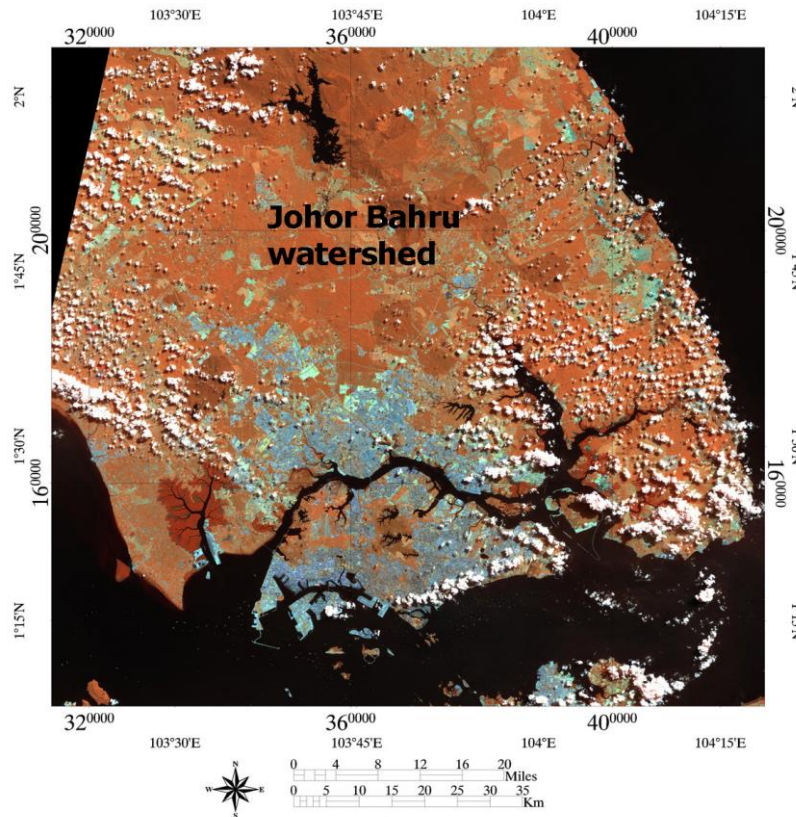 103°30'E 103°45'E 104°E 104°15'E
32⁰⁰⁰⁰ 36⁰⁰⁰⁰ 40⁰⁰⁰⁰
2°N
Johor Bahru
watershed
20⁰⁰⁰⁰ 20⁰⁰⁰⁰
1°45'N
1°30'N
16⁰⁰⁰⁰ 16⁰⁰⁰⁰
1°15'N
32⁰⁰⁰⁰ 36⁰⁰⁰⁰ 40⁰⁰⁰⁰
103°30'E 103°45'E 104°E 104°15'E
N
W E
S
0 4 8 12 16 20
Miles
0 5 10 15 20 25 30 35
Km